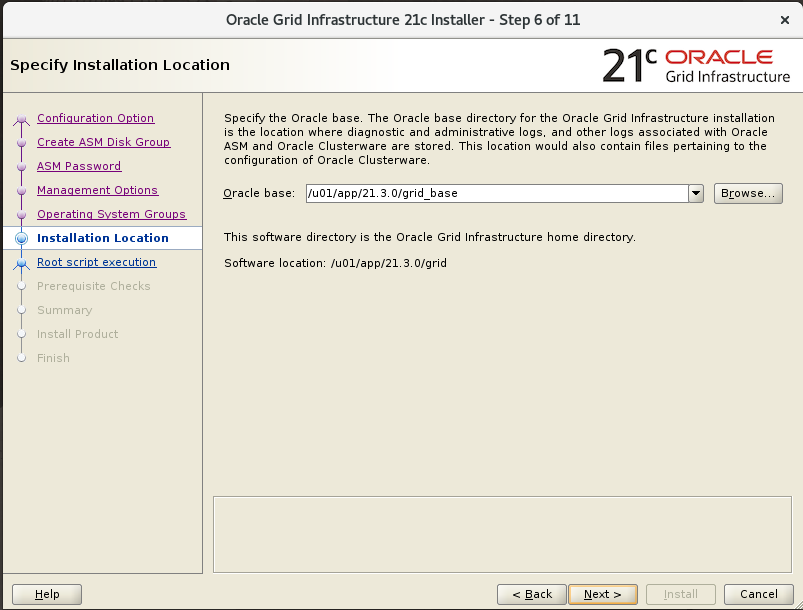 Oracle Grid Infrastructure 21c Installer - Step 6 of 11
Specify Installation Location
21c ORACLE
Grid Infrastructure
Configuration Option
Create ASM Disk Group
ASM Password
Management Options
Operating System Groups
Installation Location
Root script execution
Prerequisite Checks
Summary
Install Product
Finish
Specify the Oracle base. The Oracle base directory for the Oracle Grid Infrastructure installation
is the location where diagnostic and administrative logs, and other logs associated with Oracle
ASM and Oracle Clusterware are stored. This location would also contain files pertaining to the
configuration of Oracle Clusterware.
Oracle base: /u01/app/21.3.0/grid_base Browse...
This software directory is the Oracle Grid Infrastructure home directory.
Software location: /u01/app/21.3.0/grid
Help < Back Next > Install Cancel